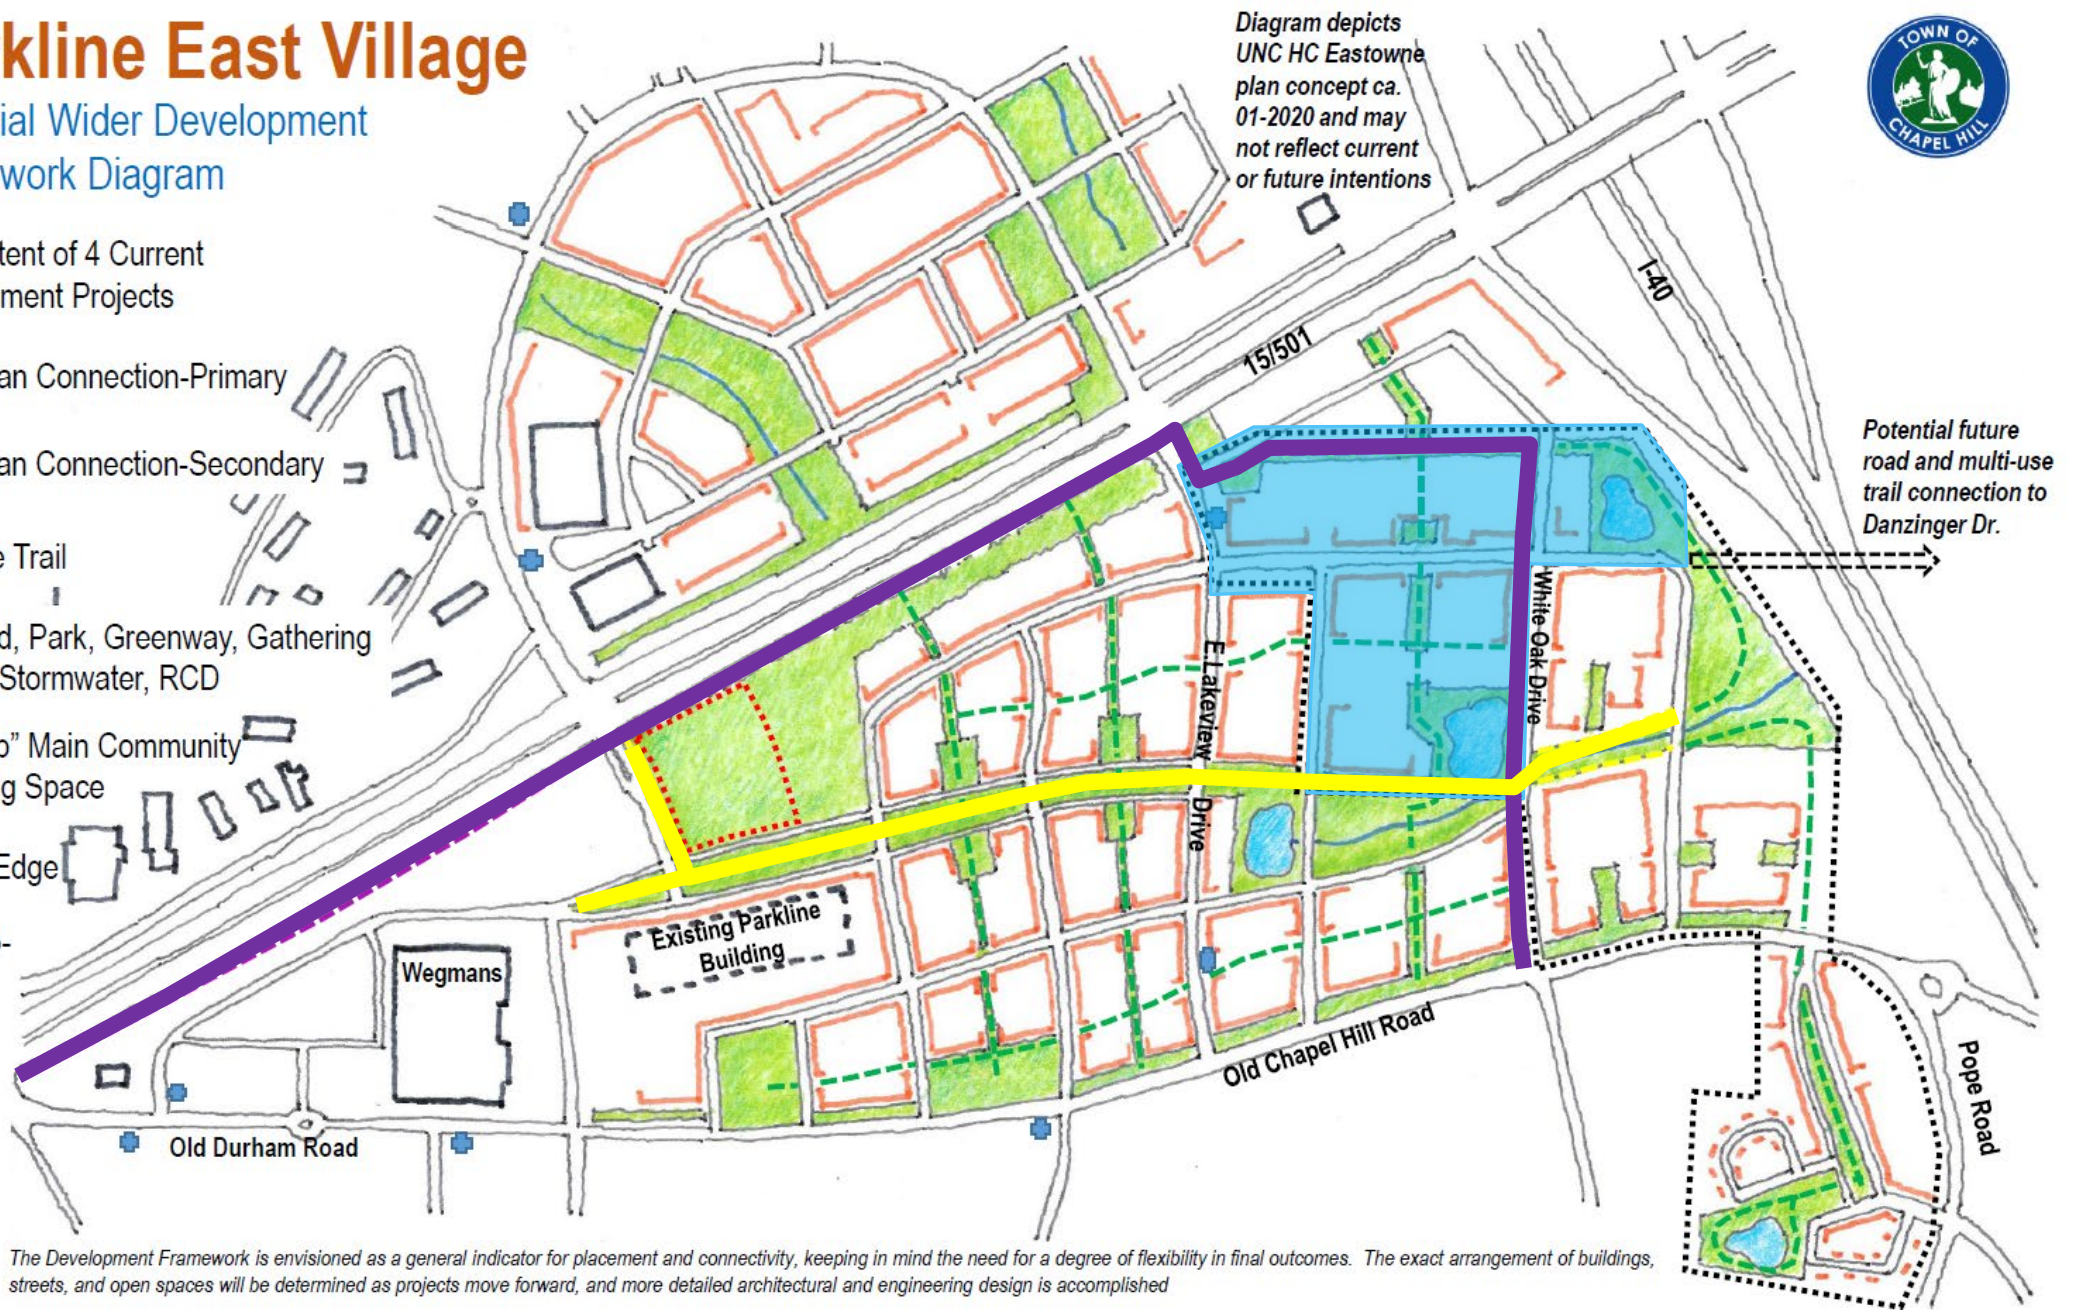 kline East Village
ial Wider Development
work Diagram
tent of 4 Current
ment Projects
an Connection-Primary
an Connection-Secondary
e Trail
d, Park, Greenway, Gathering
Stormwater, RCD
o” Main Community
g Space
Edge
Diagram depicts
UNC HC Eastowne
plan concept ca.
01-2020 and may
not reflect current
or future intentions
TOWN OF
CHAPEL HILL
I-40
15/501
Potential future
road and multi-use
trail connection to
Danzinger Dr.
White Oak Drive
E Lakeview
Drive
Existing Parkline
Building
Wegmans
Old Chapel Hill Road
Pope Road
Old Durham Road
The Development Framework is envisioned as a general indicator for placement and connectivity, keeping in mind the need for a degree of flexibility in final outcomes. The exact arrangement of buildings,
streets, and open spaces will be determined as projects move forward, and more detailed architectural and engineering design is accomplished